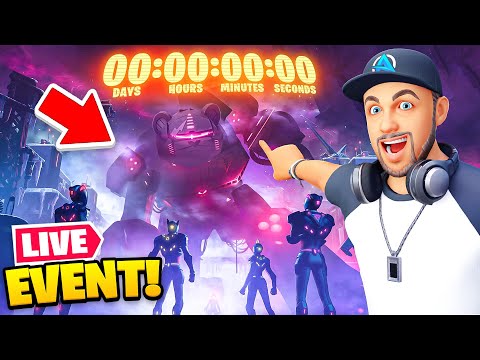 00:00:00:00
DAYS HOURS MINUTES SECONDS
LIVE
EVENT!